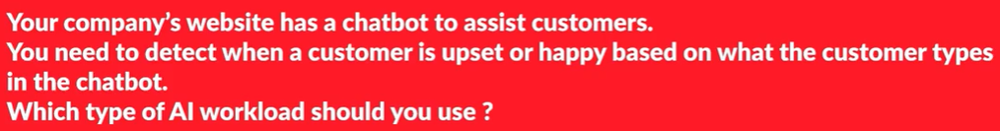 Your company’s website has a chatbot to assist customers.
You need to detect when a customer is upset or happy based on what the customer types
in the chatbot.
Which type of AI workload should you use ?